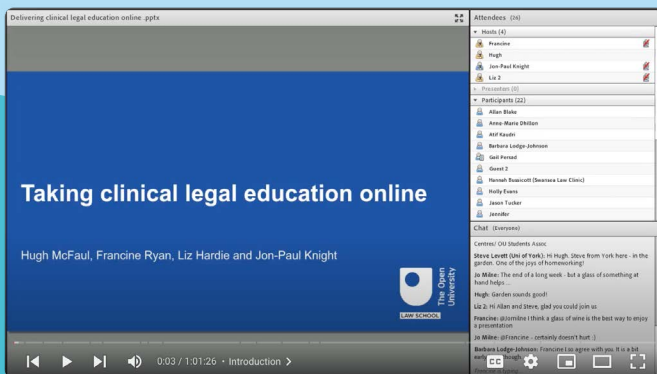 Delivering clinical legal education online .pptx
Taking clinical legal education online
Hugh McFaul, Francine Ryan, Liz Hardie and Jon-Paul Knight
The Open
University
LAW SCHOOL
0:03 / 1:01:26 • Introduction >
CC
Attendees (26)
Hosts (4)
Francine
Hugh
Jon-Paul Knight
Liz 2
Presenters (0)
Participants (22)
Allan Blake
Anna-Marie Dhillon
Atif Kaudri
Barbara Lodge-Johnson
Gail Persad
Guest 2
Hannah Bussicott (Swansea Law Clinic)
Holly Evans
Jason Tucker
Jennifer
Chat (Everyone)
Centres/ OU Students Assoc
Steve Levett (Uni of York): Hi Hugh. Steve from York here - in the
garden. One of the joys of homeworking!
Jo Milne: The end of a long week - but a glass of something at
hand helps ...
Hugh: Garden sounds good!
Liz 2: Hi Allan and Steve, glad you could join us
Francine: @Jomilne I think a glass of wine is the best way to enjoy
a presentation
Jo Milne: @Francine - certainly doesn't hurt :)
Barbara Lodge-Johnson: Francine I so agree with you. It is a bit
early though